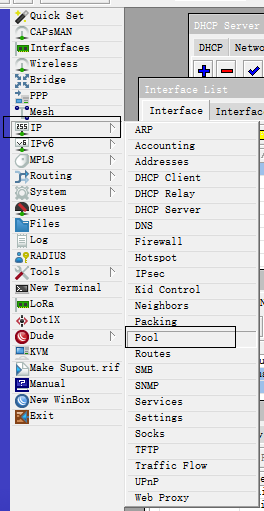 Quick Set
CAPsMAN
Interfaces
Wireless
Bridge
PPP
Mesh
IP
IPv6
MPLS
Routing
System
Queues
Files
Log
RADIUS
Tools
New Terminal
LoRa
Dot1X
Dude
KVM
Make Supout.rif
Manual
New WinBox
Exit
DHCP Server
DHCP
Interface List
Interface
Interface
ARP
Accounting
Addresses
DHCP Client
DHCP Relay
DHCP Server
DNS
Firewall
Hotspot
IPsec
Kid Control
Neighbors
Packing
Pool
Routes
SMB
SNMP
Services
Settings
Socks
TFTP
Traffic Flow
UPnP
Web Proxy